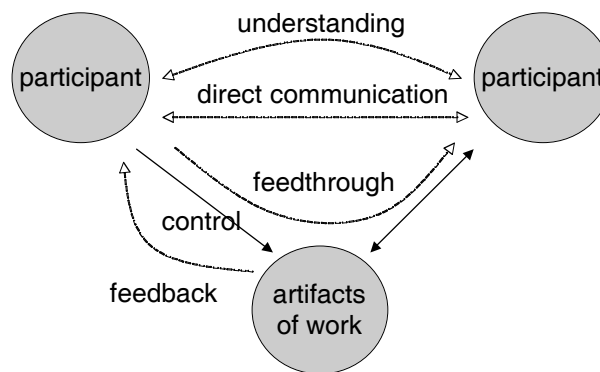 understanding
participant
participant
direct communication
feedthrough
control
feedback
artifacts
of work